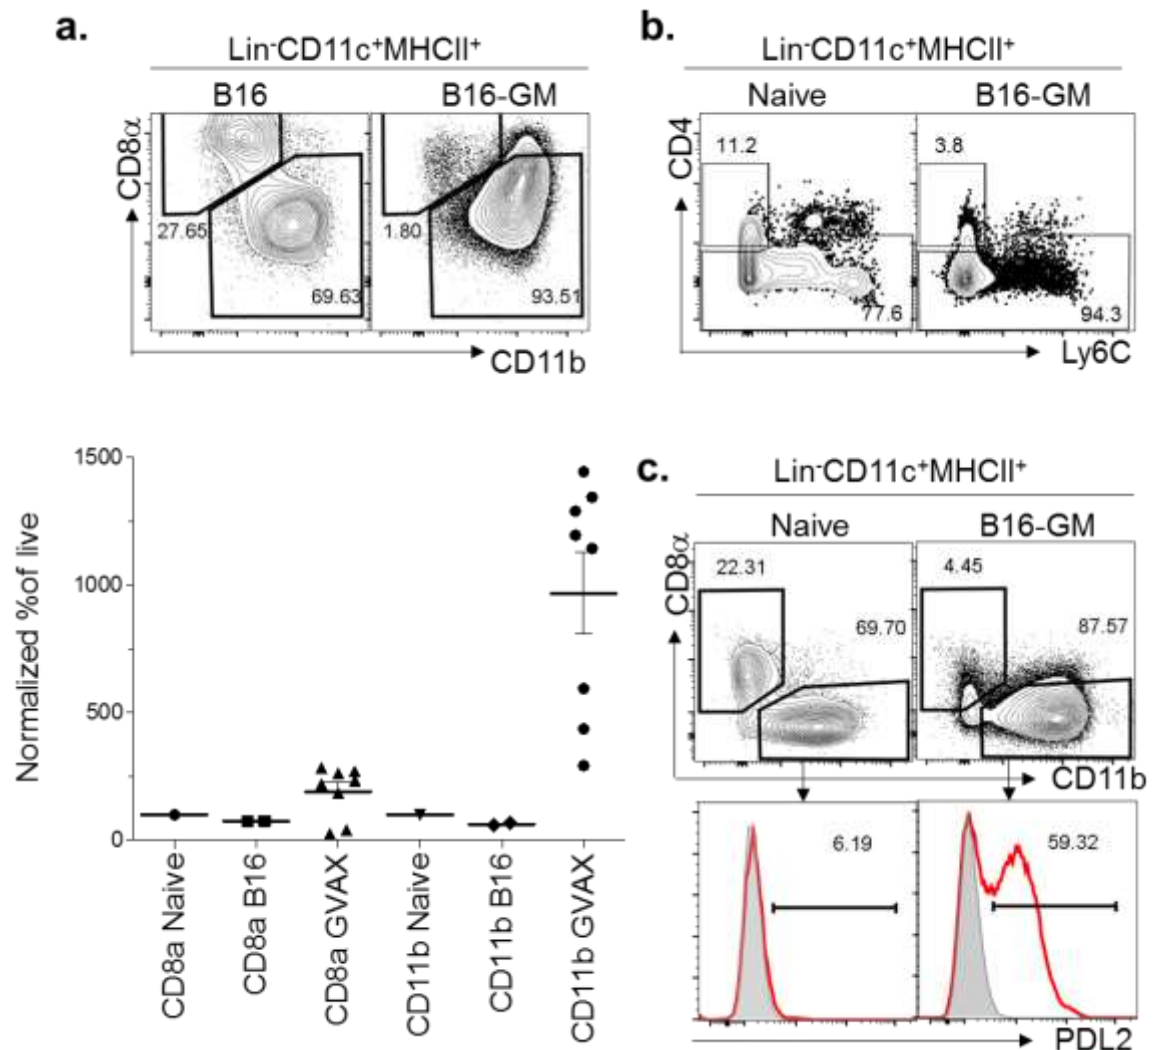 a.
Lin-CD11c+MHCII+
B16 B16-GM
CD8α
27.65
69.63
1.80
93.51
CD11b
b.
Lin-CD11c+MHCII+
Naive B16-GM
CD4
11.2
77.6
3.8
94.3
Ly6C
Normalized %of live
1500
1000
500
0
CD8a Naive
CD8a B16
CD8a GVAX
CD11b Naive
CD11b B16
CD11b GVAX
c.
Lin-CD11c+MHCII+
Naive B16-GM
CD8α
22.31
69.70
4.45
87.57
CD11b
6.19
59.32
PDL2